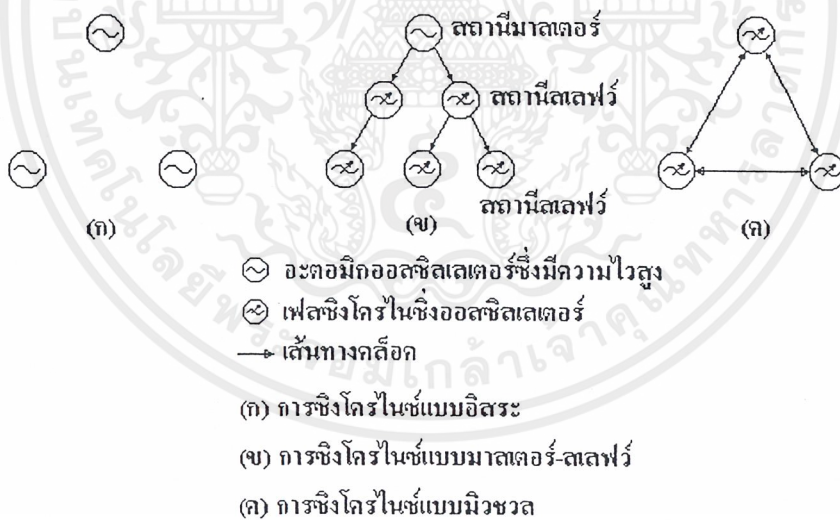 สถานีมาสเตอร์
สถานีสเลฟว์
สถานีสเลฟว์
(ก)
(ข)
(ค)
อะตอมิกออสซิลเลเตอร์ซึ่งมีความไวสูง
เฟสซิงโครไนซิ่งออสซิลเลเตอร์
เส้นทางคล็อค
(ก) การซิงโครไนซ์แบบอิสระ
(ข) การซิงโครไนซ์แบบมาสเตอร์-สเลฟว์
(ค) การซิงโครไนซ์แบบมิวชวล